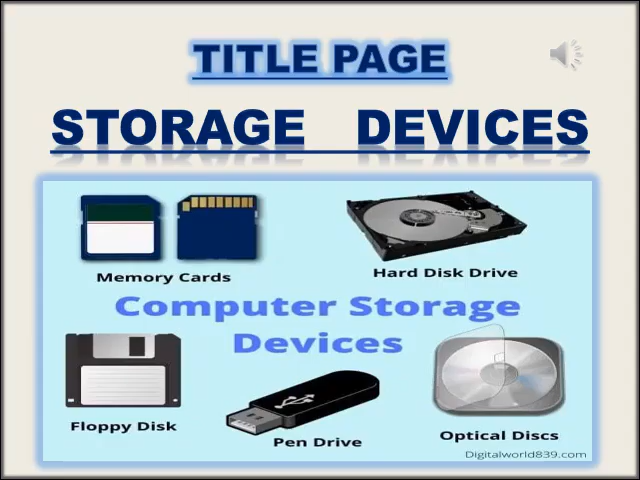 TITLE PAGE
STORAGE DEVICES
Memory Cards
Hard Disk Drive
Computer Storage
Devices
Floppy Disk
Pen Drive
Optical Discs
Digitalworld839.com